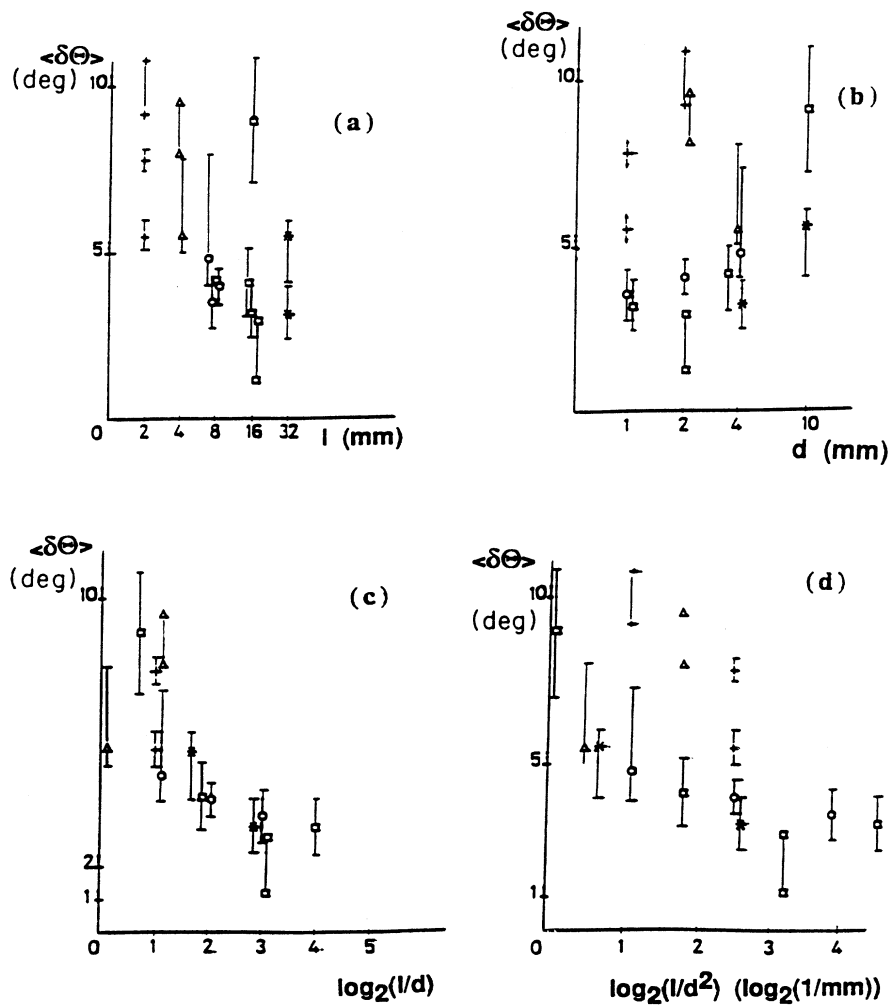 <δΘ>
(deg)
(a)
10
5
0 2 4 8 16 32 l (mm)
<δΘ>
(deg)
(b)
10
5
1 2 4 10
d (mm)
<δΘ>
(deg)
(c)
10
2
1
0 1 2 3 4 5
log₂(l/d)
<δΘ>
(deg)
(d)
10
5
1
0 1 2 3 4
log₂(l/d²) (log₂(1/mm))